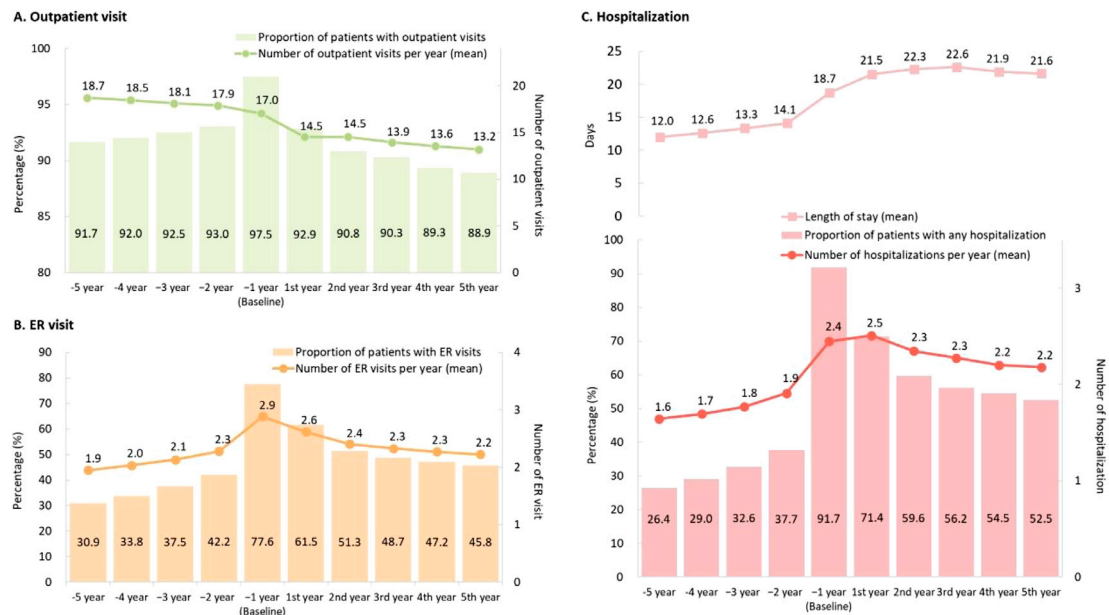 A. Outpatient visit
Proportion of patients with outpatient visits
Number of outpatient visits per year (mean)
100
95
90
85
80
Percentage (%)
20
15
10
5
0
Number of outpatient visits
18.7 18.5 18.1 17.9 17.0 14.5 14.5 13.9 13.6 13.2
91.7 92.0 92.5 93.0 97.5 92.9 90.8 90.3 89.3 88.9
-5 year -4 year −3 year −2 year −1 year 1st year 2nd year 3rd year 4th year 5th year
(Baseline)
B. ER visit
Proportion of patients with ER visits
Number of ER visits per year (mean)
90
80
70
60
50
40
30
20
10
0
Percentage (%)
4
3
2
1
0
Number of ER visit
1.9 2.0 2.1 2.3 2.9 2.6 2.4 2.3 2.3 2.2
30.9 33.8 37.5 42.2 77.6 61.5 51.3 48.7 47.2 45.8
-5 year -4 year −3 year −2 year −1 year 1st year 2nd year 3rd year 4th year 5th year
(Baseline)
C. Hospitalization
25
20
15
10
5
0
Days
12.0 12.6 13.3 14.1 18.7 21.5 22.3 22.6 21.9 21.6
Length of stay (mean)
Proportion of patients with any hospitalization
Number of hospitalizations per year (mean)
100
90
80
70
60
50
40
30
20
10
0
Percentage (%)
3
2
1
0
Number of hospitalization
1.6 1.7 1.8 1.9 2.4 2.5 2.3 2.3 2.2 2.2
26.4 29.0 32.6 37.7 91.7 71.4 59.6 56.2 54.5 52.5
-5 year -4 year −3 year −2 year −1 year 1st year 2nd year 3rd year 4th year 5th year
(Baseline)